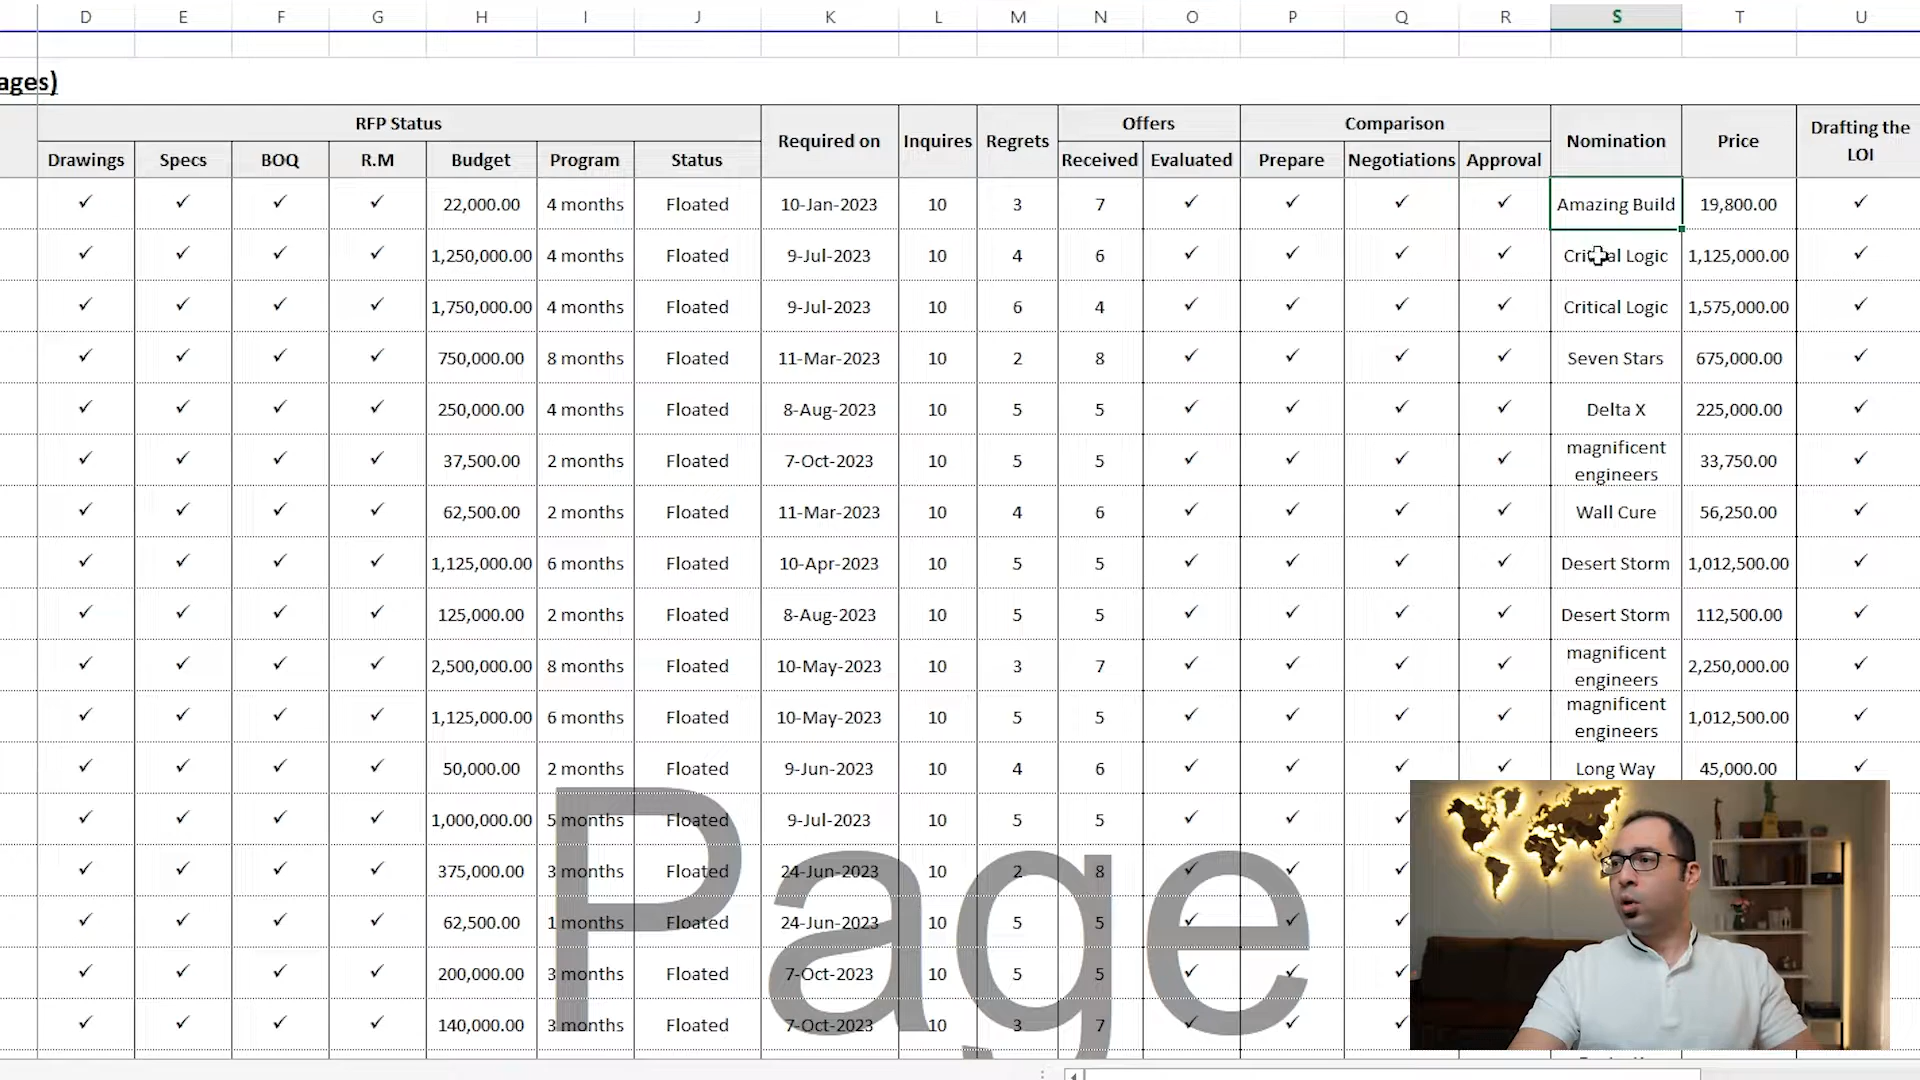 D E F G H I J K L M N O P Q R S T U
ages)
RFP Status Required on Inquires Regrets Offers Comparison Nomination Price Drafting the LOI
Drawings Specs BOQ R.M Budget Program Status Received Evaluated Prepare Negotiations Approval
✓ ✓ ✓ ✓ 22,000.00 4 months Floated 10-Jan-2023 10 3 7 ✓ ✓ ✓ ✓ Amazing Build 19,800.00 ✓
✓ ✓ ✓ ✓ 1,250,000.00 4 months Floated 9-Jul-2023 10 4 6 ✓ ✓ ✓ ✓ Critical Logic 1,125,000.00 ✓
✓ ✓ ✓ ✓ 1,750,000.00 4 months Floated 9-Jul-2023 10 6 4 ✓ ✓ ✓ ✓ Critical Logic 1,575,000.00 ✓
✓ ✓ ✓ ✓ 750,000.00 8 months Floated 11-Mar-2023 10 2 8 ✓ ✓ ✓ ✓ Seven Stars 675,000.00 ✓
✓ ✓ ✓ ✓ 250,000.00 4 months Floated 8-Aug-2023 10 5 5 ✓ ✓ ✓ ✓ Delta X 225,000.00 ✓
✓ ✓ ✓ ✓ 37,500.00 2 months Floated 7-Oct-2023 10 5 5 ✓ ✓ ✓ ✓ magnificent engineers 33,750.00 ✓
✓ ✓ ✓ ✓ 62,500.00 2 months Floated 11-Mar-2023 10 4 6 ✓ ✓ ✓ ✓ Wall Cure 56,250.00 ✓
✓ ✓ ✓ ✓ 1,125,000.00 6 months Floated 10-Apr-2023 10 5 5 ✓ ✓ ✓ ✓ Desert Storm 1,012,500.00 ✓
✓ ✓ ✓ ✓ 125,000.00 2 months Floated 8-Aug-2023 10 5 5 ✓ ✓ ✓ ✓ Desert Storm 112,500.00 ✓
✓ ✓ ✓ ✓ 2,500,000.00 8 months Floated 10-May-2023 10 3 7 ✓ ✓ ✓ ✓ magnificent engineers 2,250,000.00 ✓
✓ ✓ ✓ ✓ 1,125,000.00 6 months Floated 10-May-2023 10 5 5 ✓ ✓ ✓ ✓ magnificent engineers 1,012,500.00 ✓
✓ ✓ ✓ ✓ 50,000.00 2 months Floated 9-Jun-2023 10 4 6 ✓ ✓ ✓ ✓ Long Way 45,000.00 ✓
✓ ✓ ✓ ✓ 1,000,000.00 5 months Floated 9-Jul-2023 10 5 5 ✓ ✓ ✓
✓ ✓ ✓ ✓ 375,000.00 3 months Floated 24-Jun-2023 10 2 8 ✓ ✓ ✓
✓ ✓ ✓ ✓ 62,500.00 1 months Floated 24-Jun-2023 10 5 5 ✓ ✓ ✓
✓ ✓ ✓ ✓ 200,000.00 3 months Floated 7-Oct-2023 10 5 5 ✓ ✓ ✓
✓ ✓ ✓ ✓ 140,000.00 3 months Floated 7-Oct-2023 10 3 7 ✓ ✓ ✓
Page